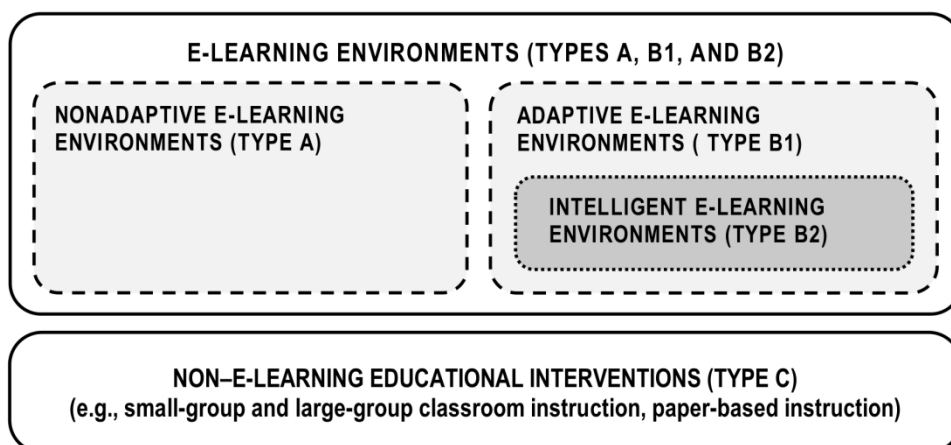 E-LEARNING ENVIRONMENTS (TYPES A, B1, AND B2)
NONADAPTIVE E-LEARNING
ENVIRONMENTS (TYPE A)
ADAPTIVE E-LEARNING
ENVIRONMENTS ( TYPE B1)
INTELLIGENT E-LEARNING
ENVIRONMENTS (TYPE B2)
NON–E-LEARNING EDUCATIONAL INTERVENTIONS (TYPE C)
(e.g., small-group and large-group classroom instruction, paper-based instruction)